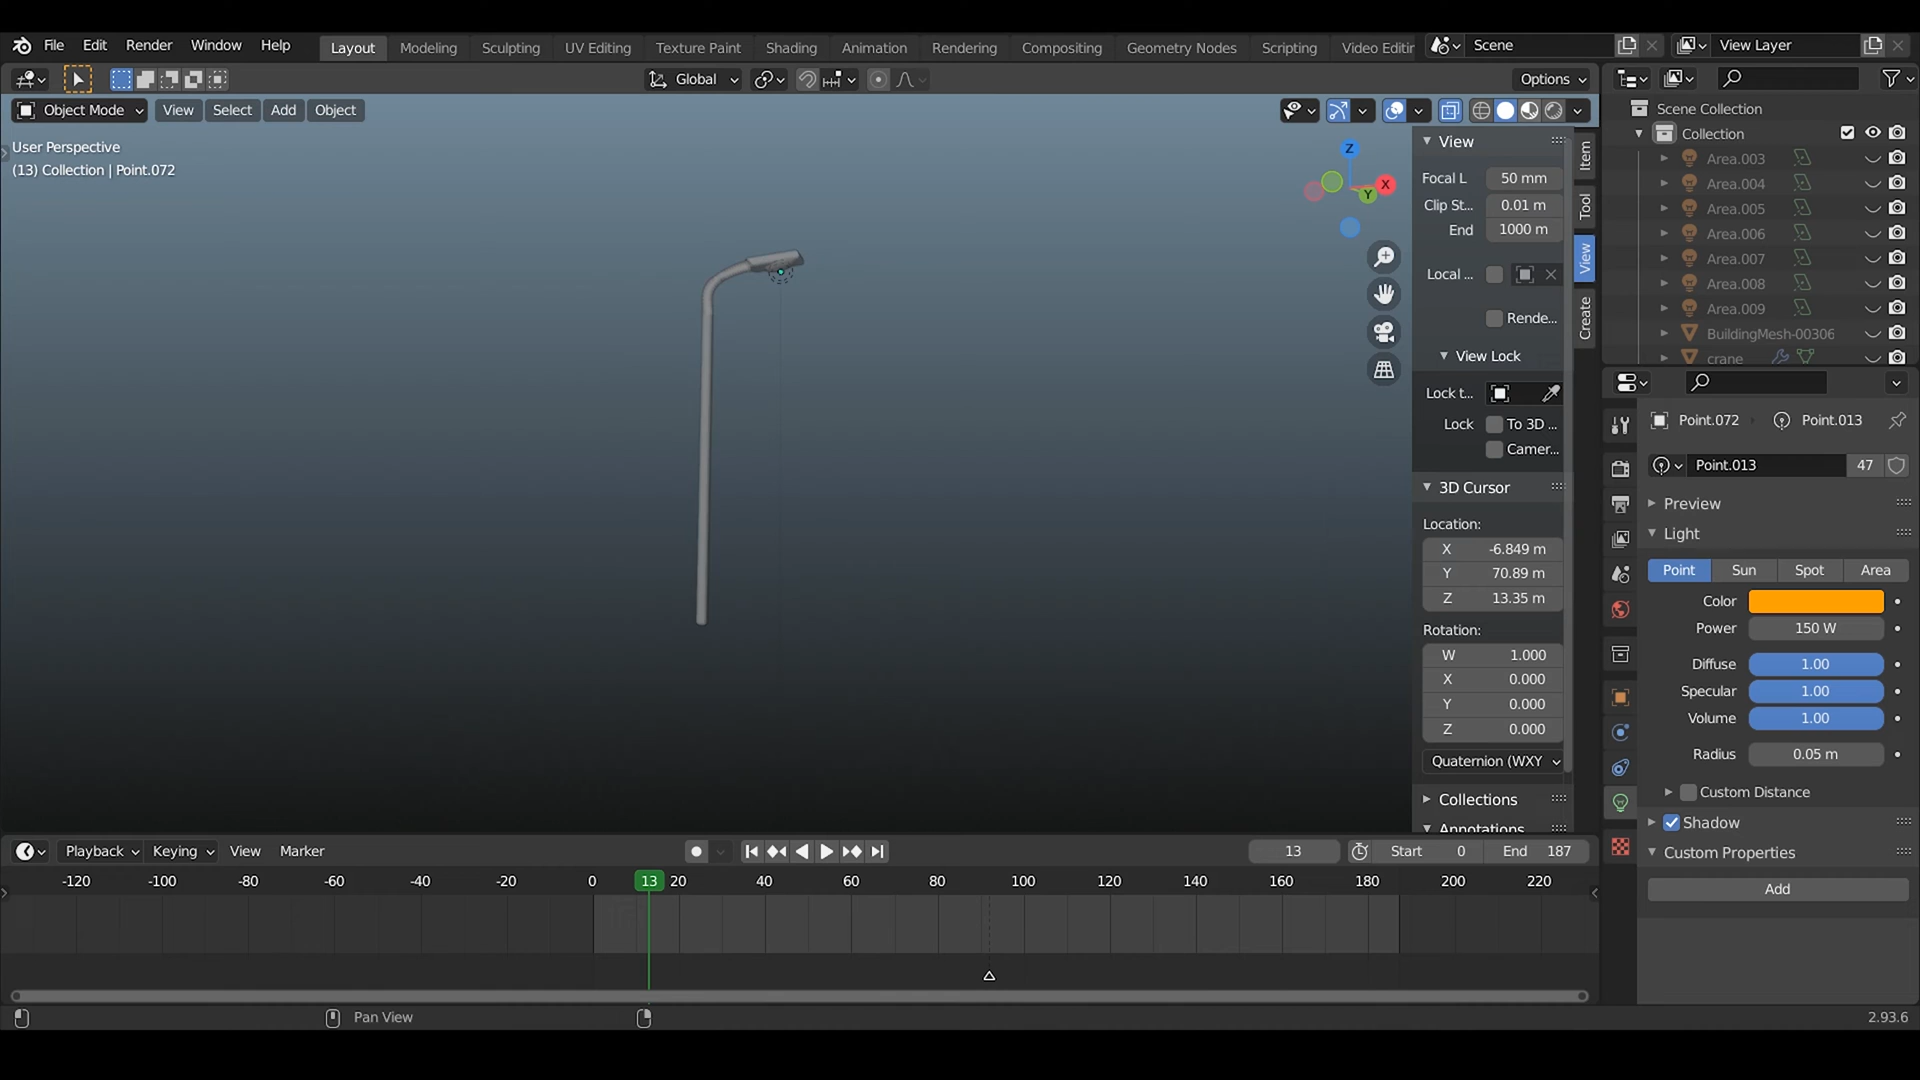 File Edit Render Window Help Layout Modeling Sculpting UV Editing Texture Paint Shading Animation Rendering Compositing Geometry Nodes Scripting Video Editin Scene View Layer
Global Options
Object Mode View Select Add Object
User Perspective
(13) Collection | Point.072
Z
X
Y
View
Focal L 50 mm
Clip St... 0.01 m
End 1000 m
Local ...
Rende...
View Lock
Lock t...
Lock To 3D ...
Camer...
3D Cursor
Location:
X -6.849 m
Y 70.89 m
Z 13.35 m
Rotation:
W 1.000
X 0.000
Y 0.000
Z 0.000
Quaternion (WXY
Collections
Annotations
Item
Tool
View
Create
Scene Collection
Collection
Area.003
Area.004
Area.005
Area.006
Area.007
Area.008
Area.009
BuildingMesh-00306
crane
Point.072 Point.013
Point.013 47
Preview
Light
Point Sun Spot Area
Color
Power 150 W
Diffuse 1.00
Specular 1.00
Volume 1.00
Radius 0.05 m
Custom Distance
Shadow
Custom Properties
Add
Playback Keying View Marker 13 Start 0 End 187
-120 -100 -80 -60 -40 -20 0 13 20 40 60 80 100 120 140 160 180 200 220
Pan View 2.93.6